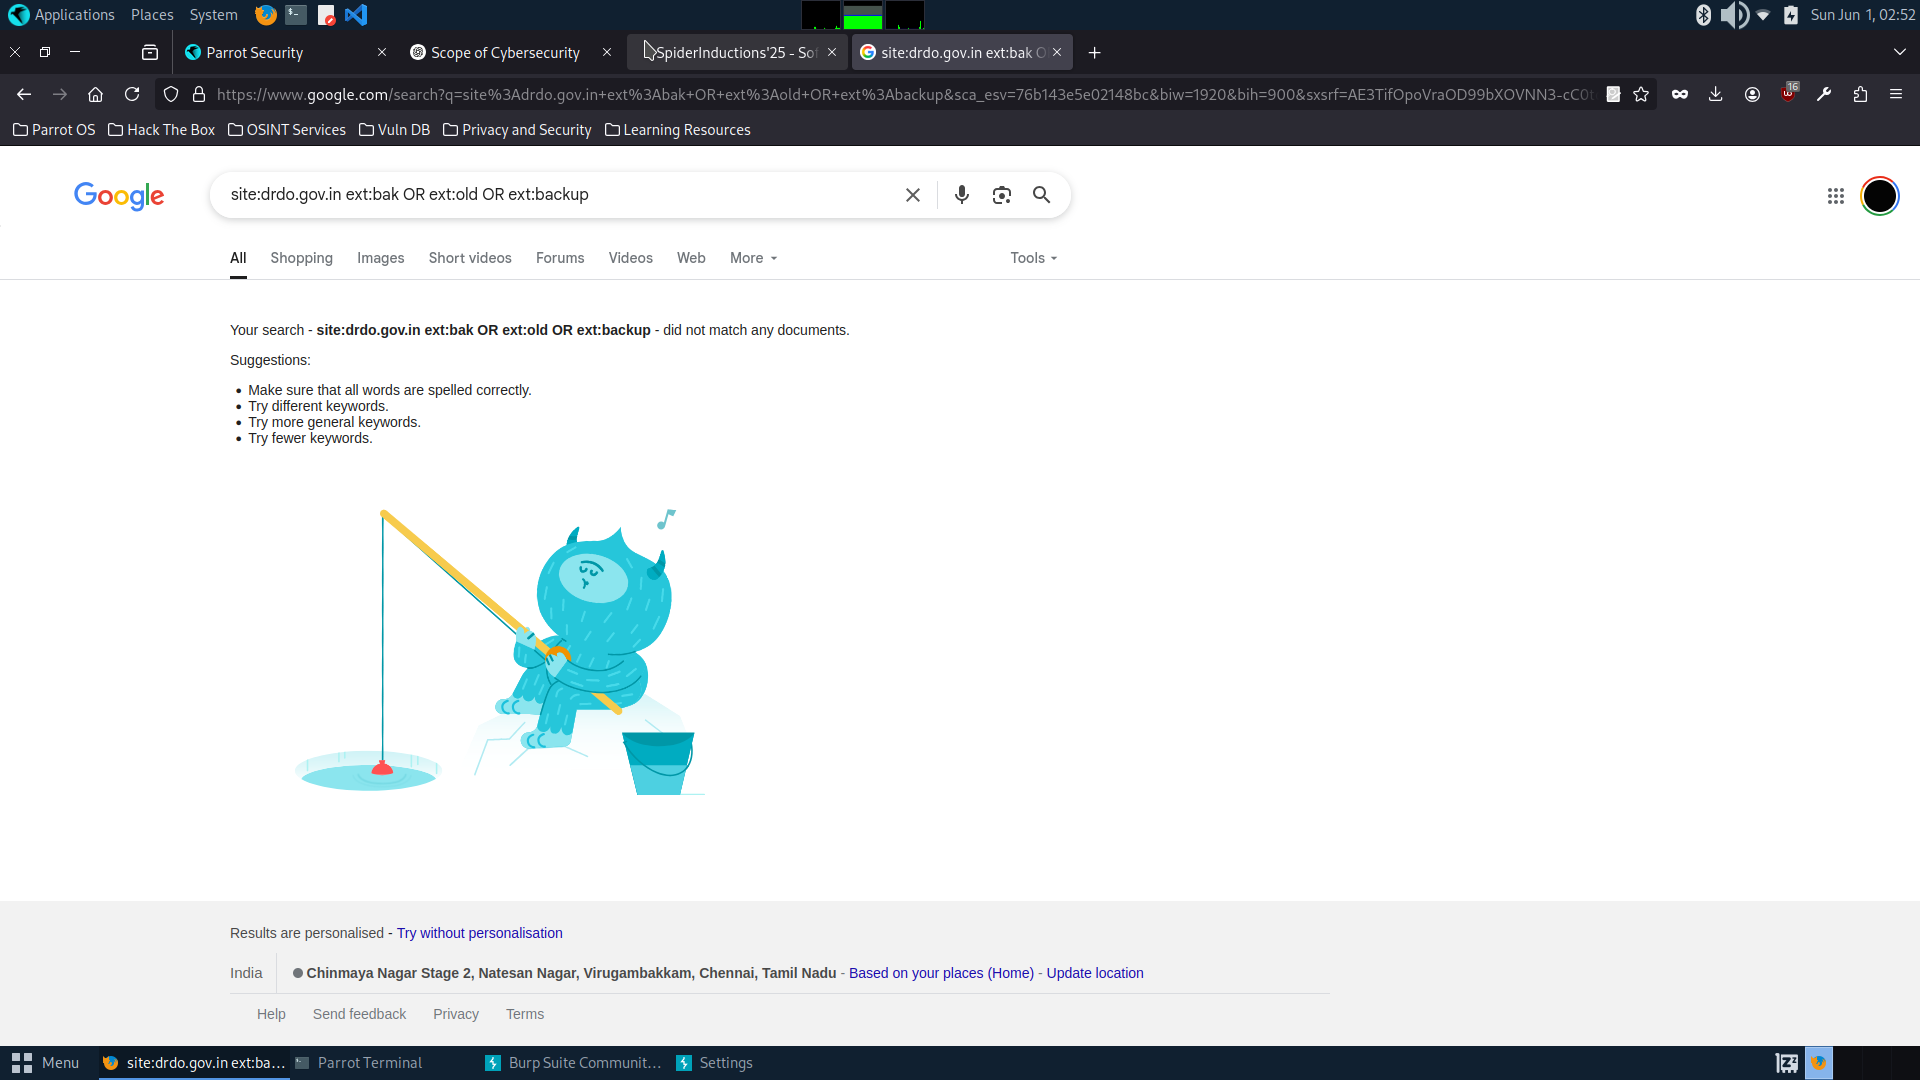 Applications Places System
Sun Jun 1, 02:52
Parrot Security
Scope of Cybersecurity
SpiderInductions'25 - Sof
site:drdo.gov.in ext:bak O
https://www.google.com/search?q=site%3Adrdo.gov.in+ext%3Abak+OR+ext%3Aold+OR+ext%3Abackup&sca_esv=76b143e5e02148bc&biw=1920&bih=900&sxsrf=AE3TifOpoVraOD99bXOVNN3-cC0t
16
Parrot OS Hack The Box OSINT Services Vuln DB Privacy and Security Learning Resources
Google
site:drdo.gov.in ext:bak OR ext:old OR ext:backup
All Shopping Images Short videos Forums Videos Web More Tools
Your search - site:drdo.gov.in ext:bak OR ext:old OR ext:backup - did not match any documents.
Suggestions:
Make sure that all words are spelled correctly.
Try different keywords.
Try more general keywords.
Try fewer keywords.
Results are personalised - Try without personalisation
India
Chinmaya Nagar Stage 2, Natesan Nagar, Virugambakkam, Chennai, Tamil Nadu - Based on your places (Home) - Update location
Help Send feedback Privacy Terms
Menu
site:drdo.gov.in ext:ba...
Parrot Terminal
Burp Suite Communit...
Settings